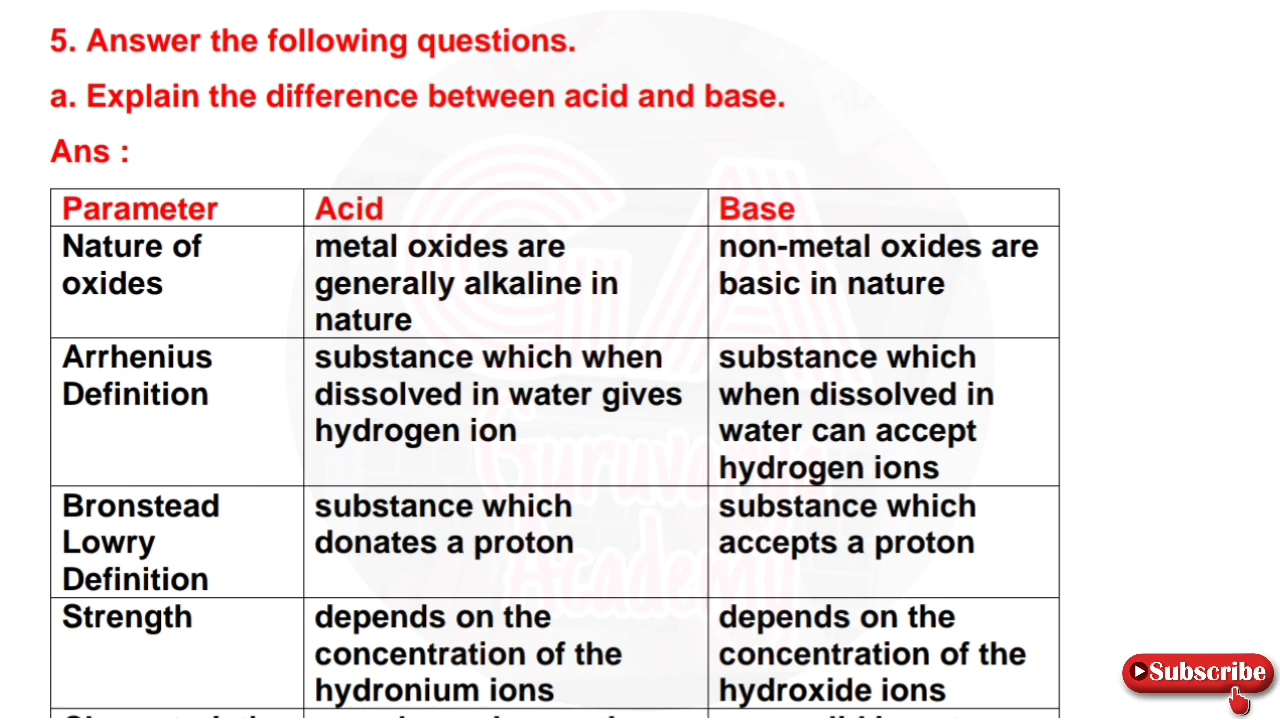 5. Answer the following questions.
a. Explain the difference between acid and base.
Ans :
Parameter Acid Base
Nature of oxides metal oxides are generally alkaline in nature non-metal oxides are basic in nature
Arrhenius Definition substance which when dissolved in water gives hydrogen ion substance which when dissolved in water can accept hydrogen ions
Bronstead Lowry Definition substance which donates a proton substance which accepts a proton
Strength depends on the concentration of the hydronium ions depends on the concentration of the hydroxide ions
GA
Guruvarya
Academy
Subscribe